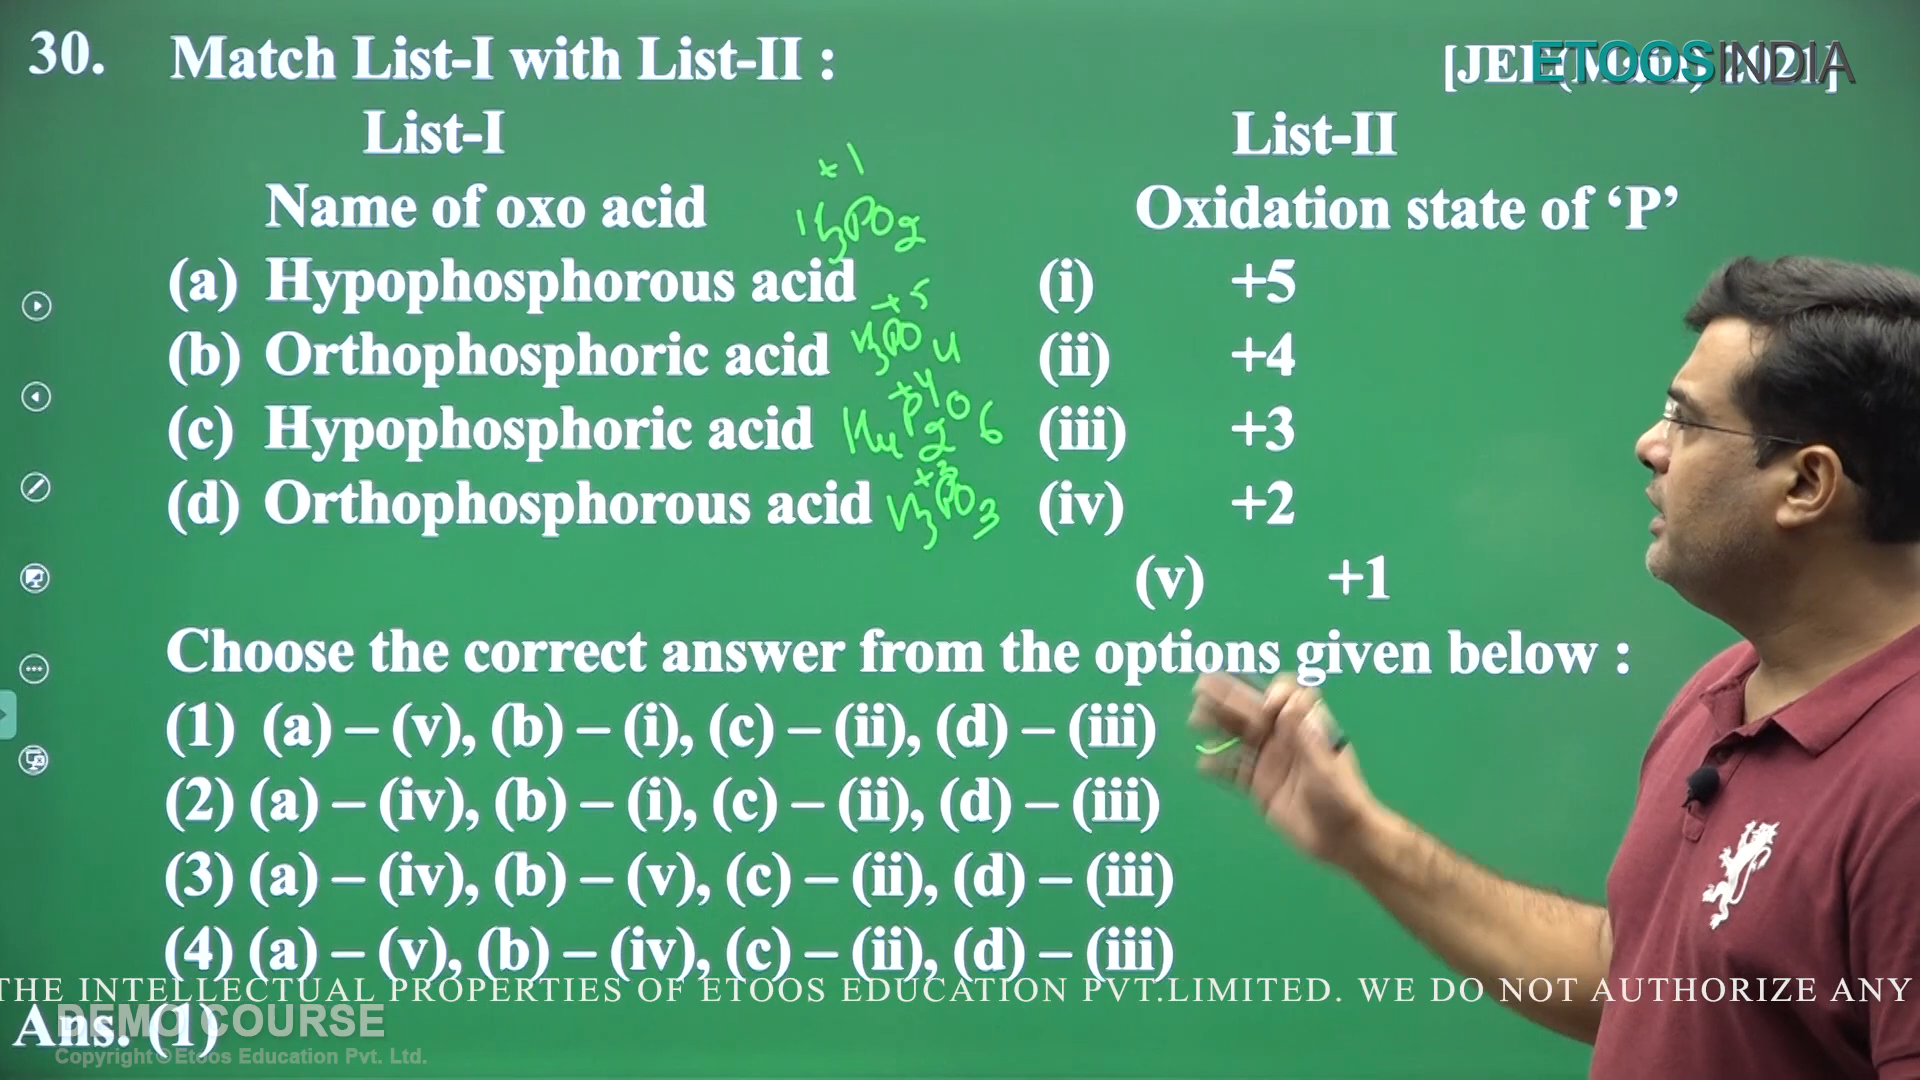 30. Match List-I with List-II : [JEE(Main) 2021]
ETOOSINDIA
List-I List-II
+1
Name of oxo acid H3PO2 Oxidation state of ‘P’
(a) Hypophosphorous acid (i) +5
+5
(b) Orthophosphoric acid H3PO4 (ii) +4
+4
(c) Hypophosphoric acid H4P2O6 (iii) +3
+3
(d) Orthophosphorous acid H3PO3 (iv) +2
(v) +1
Choose the correct answer from the options given below :
(1) (a) – (v), (b) – (i), (c) – (ii), (d) – (iii)
(2) (a) – (iv), (b) – (i), (c) – (ii), (d) – (iii)
(3) (a) – (iv), (b) – (v), (c) – (ii), (d) – (iii)
(4) (a) – (v), (b) – (iv), (c) – (ii), (d) – (iii)
THE INTELLECTUAL PROPERTIES OF ETOOS EDUCATION PVT.LIMITED. WE DO NOT AUTHORIZE ANY
Ans. (1)
DEMO COURSE
Copyright © Etoos Education Pvt. Ltd.